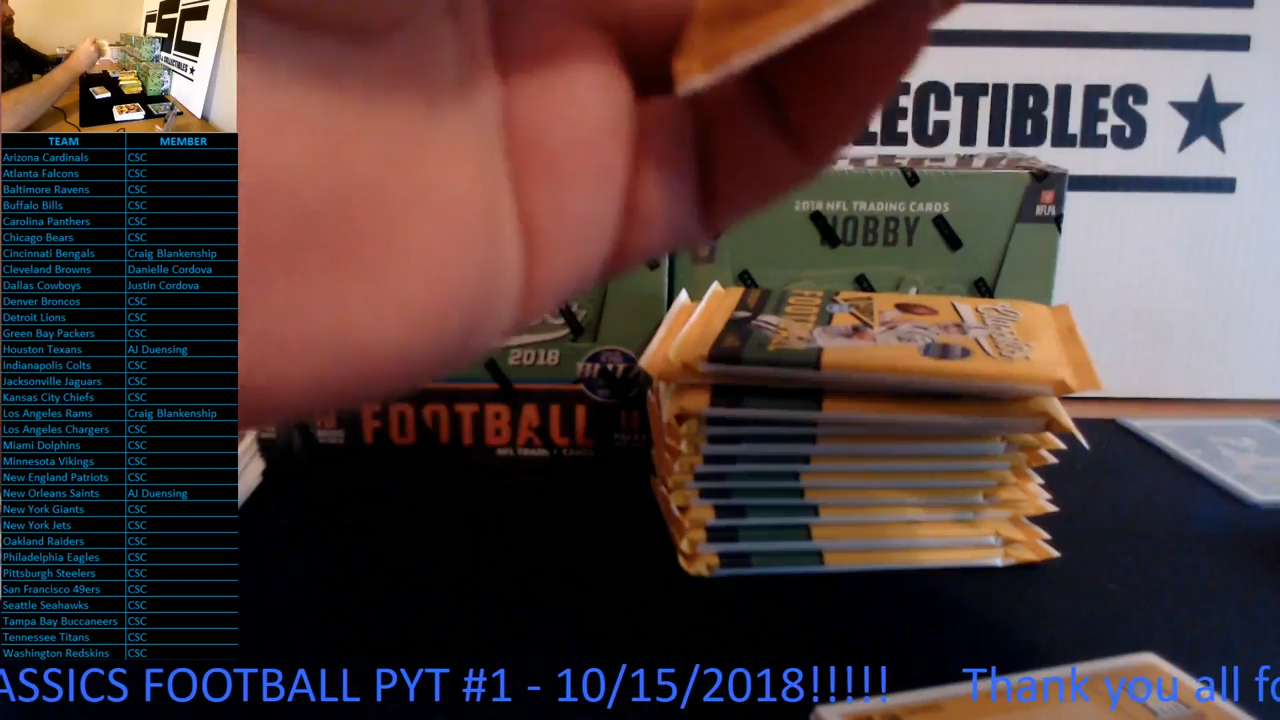 CSC
& COLLECTIBLES
TEAM MEMBER
Arizona Cardinals CSC
Atlanta Falcons CSC
Baltimore Ravens CSC
Buffalo Bills CSC
Carolina Panthers CSC
Chicago Bears CSC
Cincinnati Bengals Craig Blankenship
Cleveland Browns Danielle Cordova
Dallas Cowboys Justin Cordova
Denver Broncos CSC
Detroit Lions CSC
Green Bay Packers CSC
Houston Texans AJ Duensing
Indianapolis Colts CSC
Jacksonville Jaguars CSC
Kansas City Chiefs CSC
Los Angeles Rams Craig Blankenship
Los Angeles Chargers CSC
Miami Dolphins CSC
Minnesota Vikings CSC
New England Patriots CSC
New Orleans Saints AJ Duensing
New York Giants CSC
New York Jets CSC
Oakland Raiders CSC
Philadelphia Eagles CSC
Pittsburgh Steelers CSC
San Francisco 49ers CSC
Seattle Seahawks CSC
Tampa Bay Buccaneers CSC
Tennessee Titans CSC
Washington Redskins CSC
LECTIBLES
2018 NFL TRADING CARDS
HOBBY
NFLPA
2018
BLITZ
FOOTBALL
FOOTBALL
Classics
ASSICS FOOTBALL PYT #1 - 10/15/2018!!!!! Thank you all fo